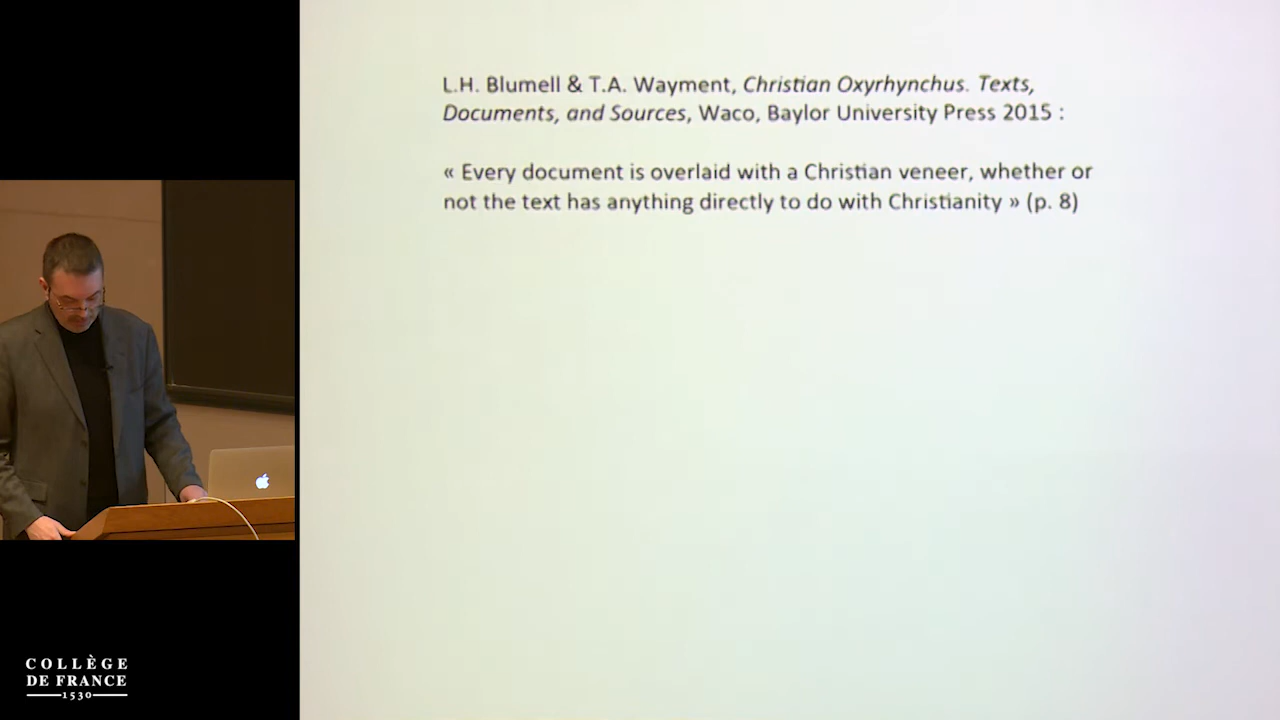 L.H. Blumell & T.A. Wayment, Christian Oxyrhynchus. Texts,
Documents, and Sources, Waco, Baylor University Press 2015 :
« Every document is overlaid with a Christian veneer, whether or
not the text has anything directly to do with Christianity » (p. 8)
COLLÈGE
DE FRANCE
1530